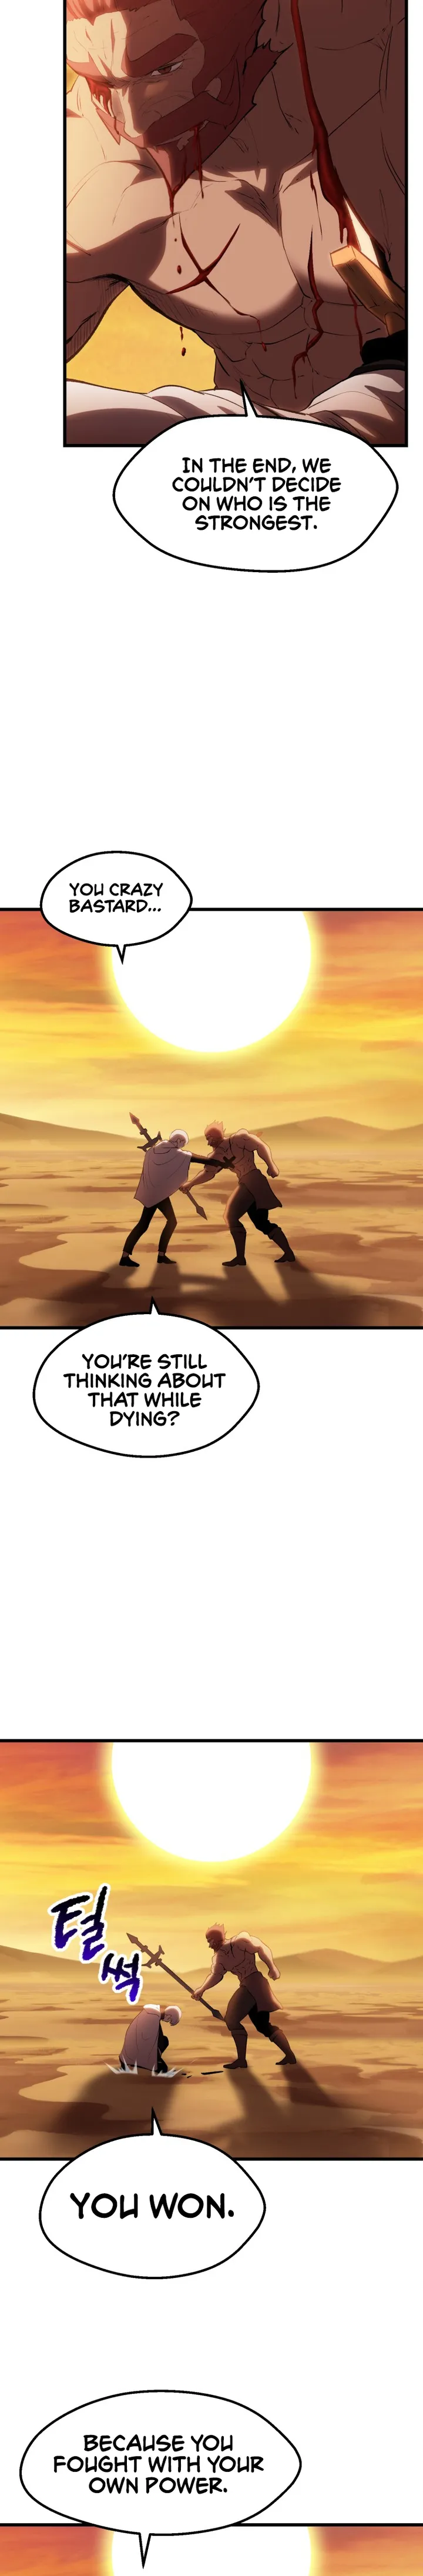 IN THE END, WE
COULDN'T DECIDE
ON WHO IS THE
STRONGEST.
YOU CRAZY
BASTARD...
YOU'RE STILL
THINKING ABOUT
THAT WHILE
DYING?
털
썩
YOU WON.
BECAUSE YOU
FOUGHT WITH YOUR
OWN POWER.